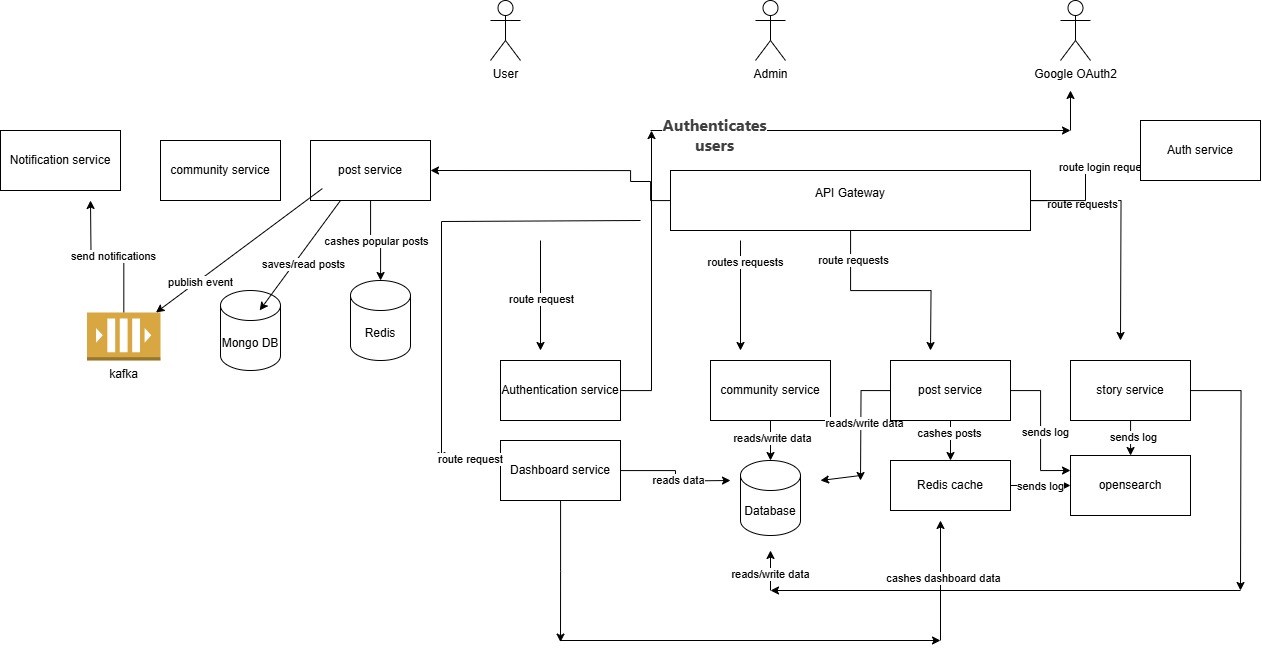 User
Admin
Google OAuth2
Authenticates
users
Notification service
community service
post service
API Gateway
Auth service
route login reque
route requests
cashes popular posts
send notifications
saves/read posts
publish event
routes requests
route requests
route request
Mongo DB
Redis
kafka
Authentication service
community service
post service
story service
reads/write data
reads/write data
cashes posts
sends log
sends log
route request
Dashboard service
reads data
Database
Redis cache
sends log
opensearch
reads/write data
cashes dashboard data